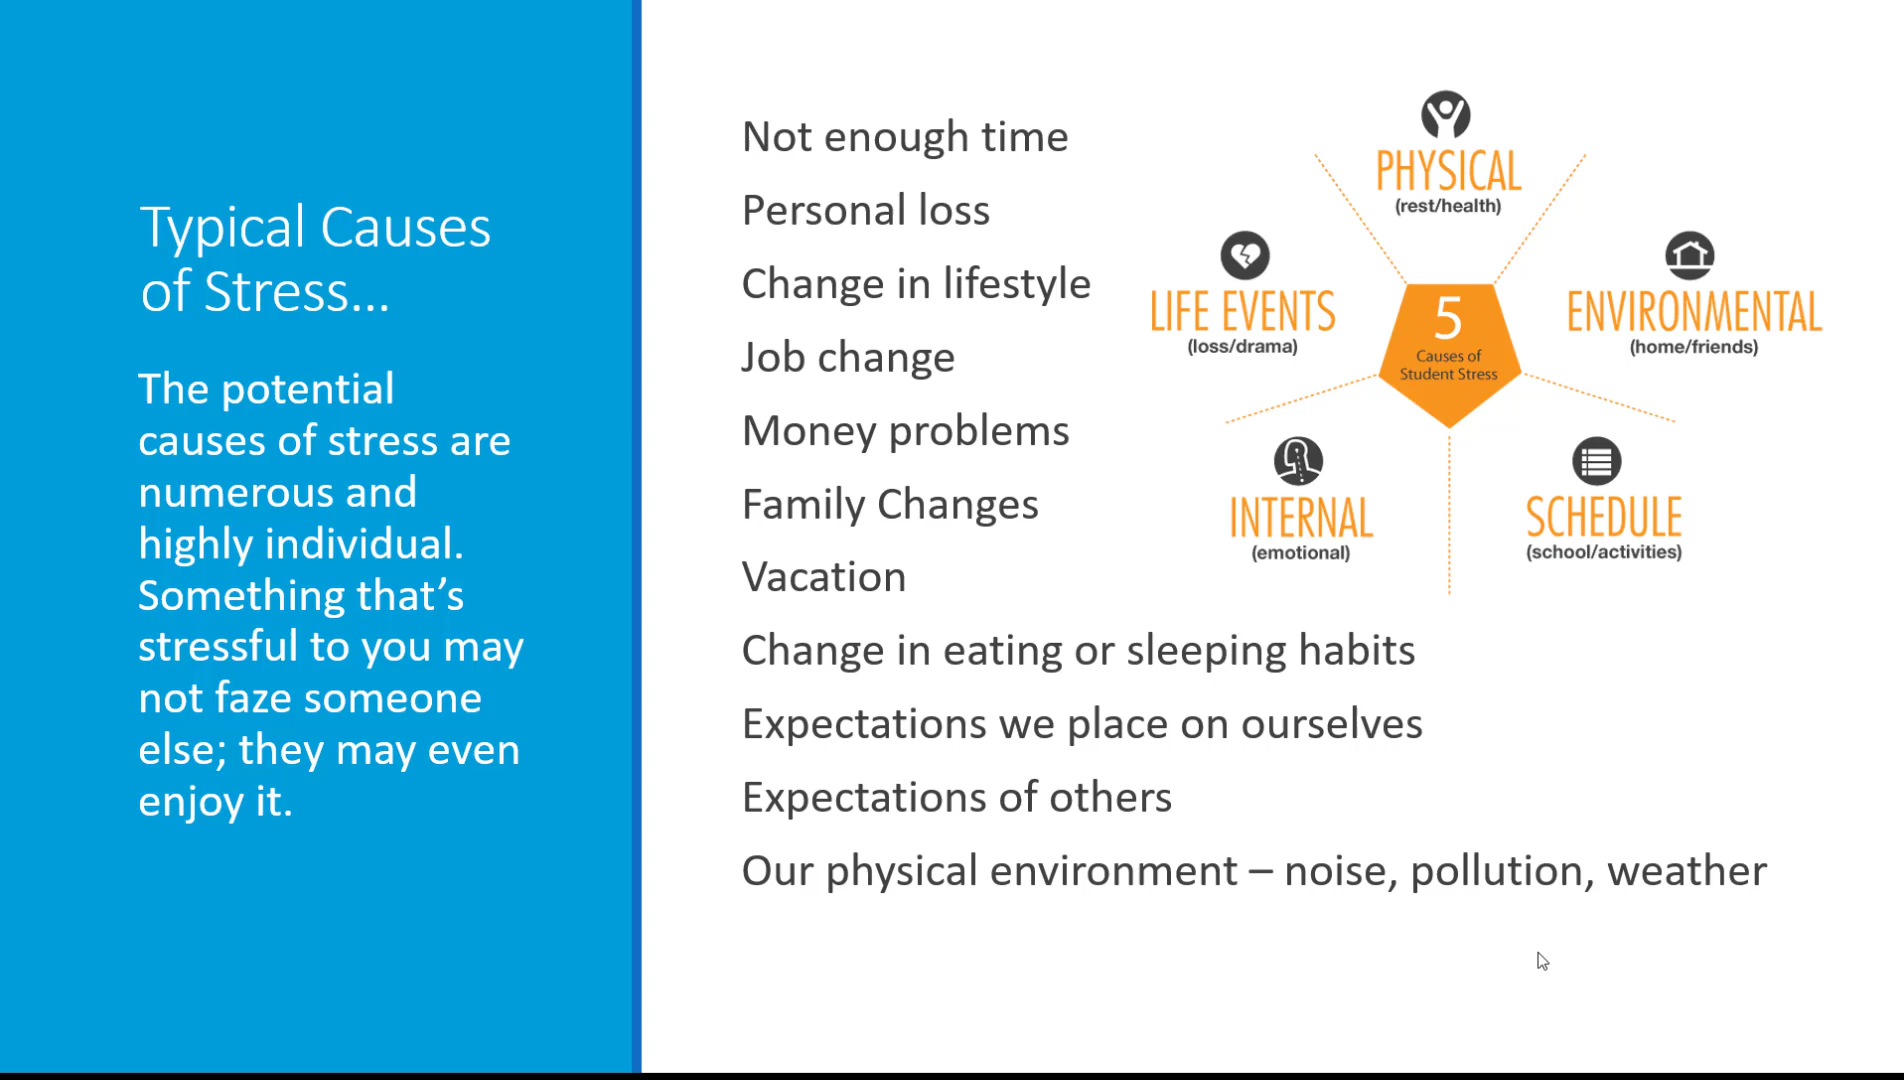 Typical Causes
of Stress...
The potential
causes of stress are
numerous and
highly individual.
Something that’s
stressful to you may
not faze someone
else; they may even
enjoy it.
Not enough time
Personal loss
Change in lifestyle
Job change
Money problems
Family Changes
Vacation
Change in eating or sleeping habits
Expectations we place on ourselves
Expectations of others
Our physical environment – noise, pollution, weather
PHYSICAL
(rest/health)
LIFE EVENTS
(loss/drama)
5
Causes of
Student Stress
ENVIRONMENTAL
(home/friends)
INTERNAL
(emotional)
SCHEDULE
(school/activities)